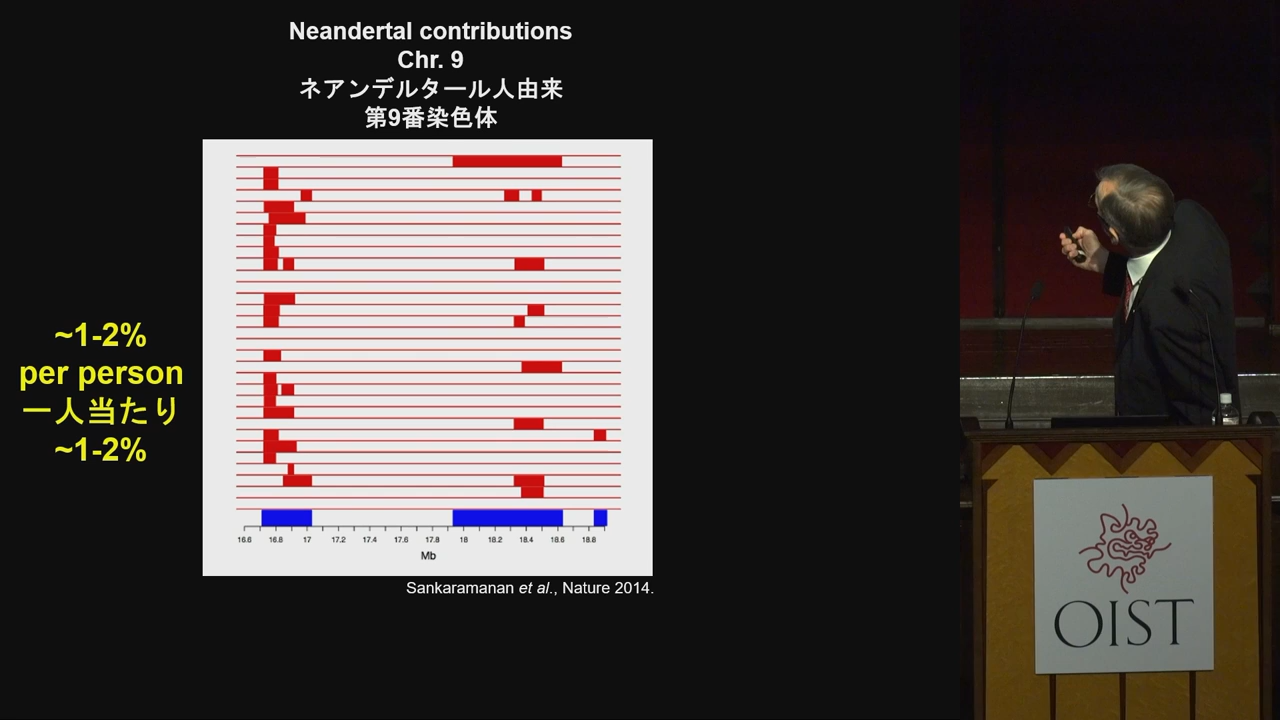 Neandertal contributions
Chr. 9
ネアンデルタール人由来
第9番染色体
~1-2%
per person
一人当たり
~1-2%
16.6 16.8 17 17.2 17.4 17.6 17.8 18 18.2 18.4 18.6 18.8
Mb
Sankaramanan et al., Nature 2014.
OIST